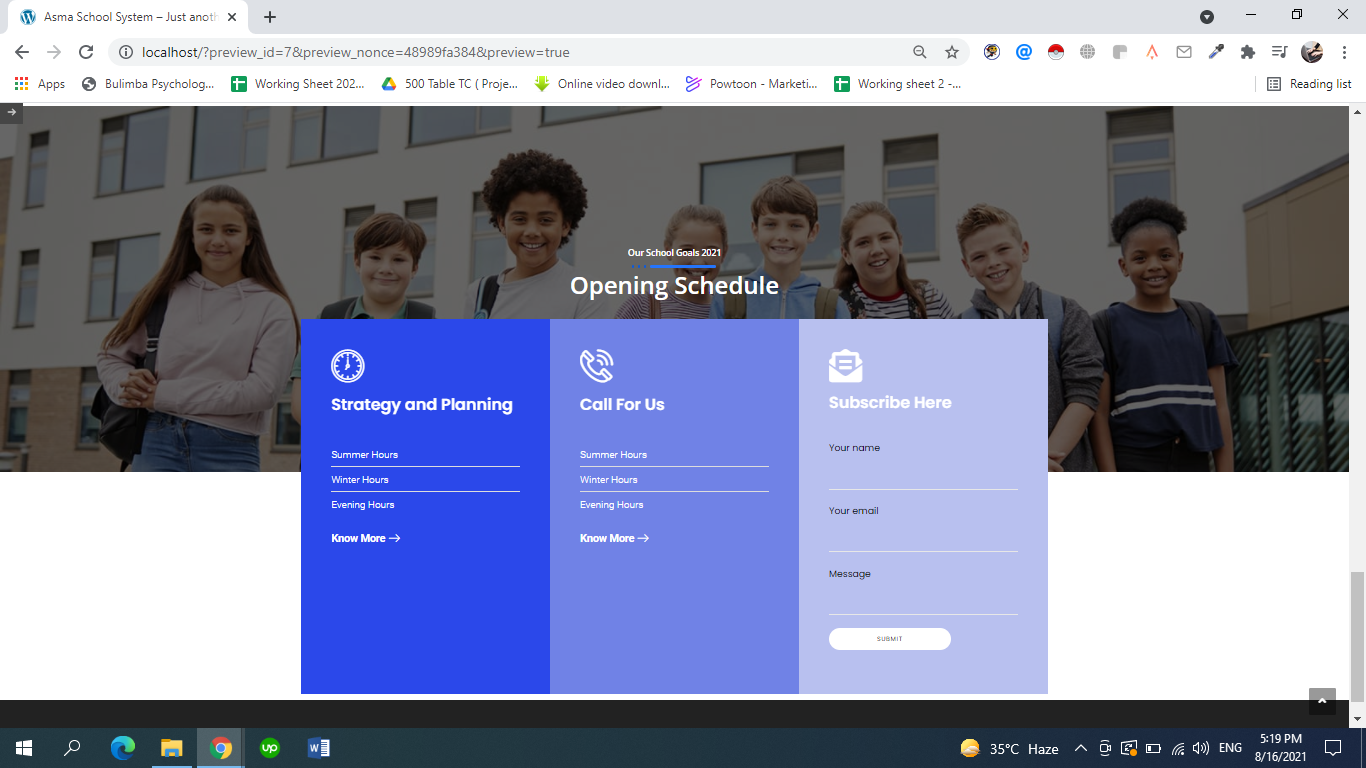 Asma School System – Just anoth
localhost/?preview_id=7&preview_nonce=48989fa384&preview=true
Apps
Bulimba Psycholog...
Working Sheet 202...
500 Table TC ( Proje...
Online video downl...
Powtoon - Marketi...
Working sheet 2 -...
Reading list
Our School Goals 2021
Opening Schedule
Strategy and Planning
Summer Hours
Winter Hours
Evening Hours
Know More
Call For Us
Summer Hours
Winter Hours
Evening Hours
Know More
Subscribe Here
Your name
Your email
Message
SUBMIT
up
W
35°C Haze
ENG
5:19 PM
8/16/2021